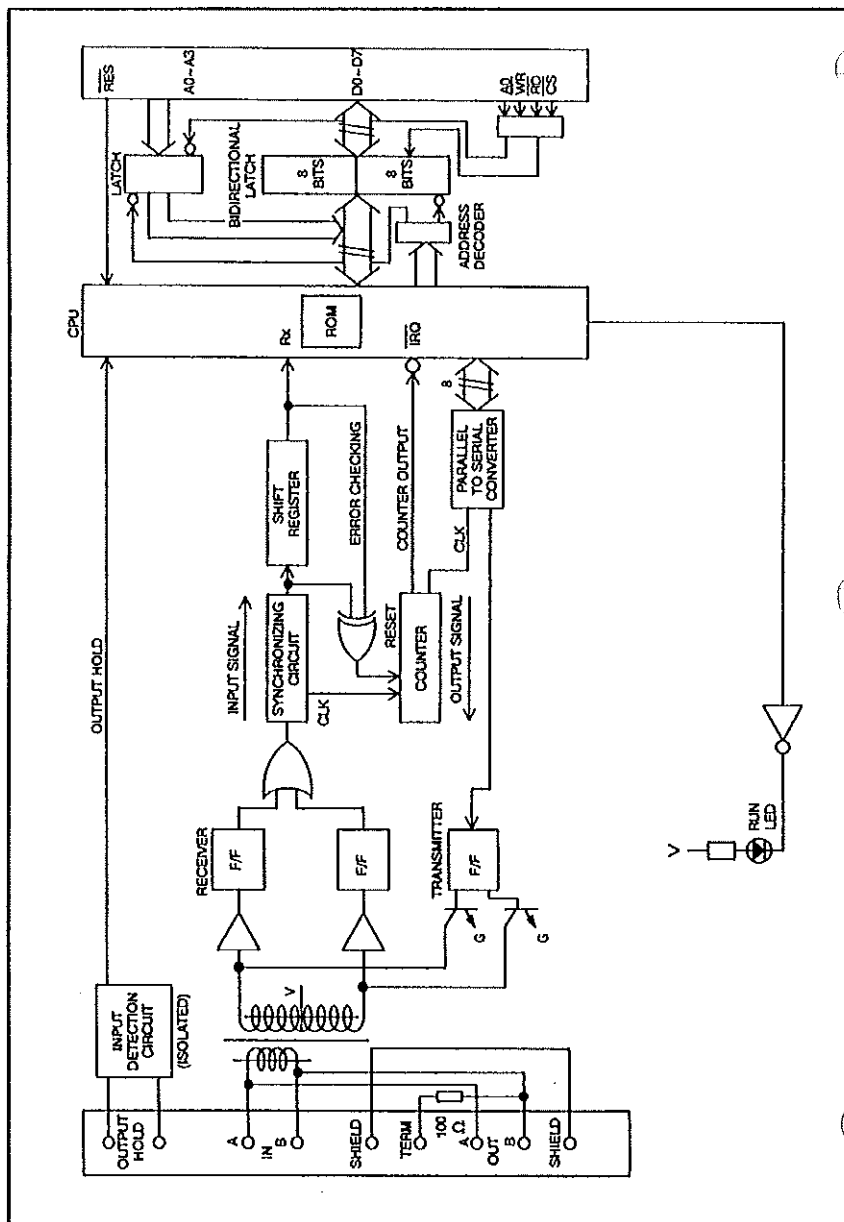 OUTPUT
HOLD
A
IN
B
SHIELD
TERM
100
Ω
A
OUT
B
SHIELD
INPUT
DETECTION
CIRCUIT
(ISOLATED)
OUTPUT HOLD
V
RECEIVER
F/F
F/F
TRANSMITTER
F/F
G
G
INPUT SIGNAL
SYNCHRONIZING
CIRCUIT
CLK
SHIFT
REGISTER
ERROR CHECKING
RESET
COUNTER
COUNTER OUTPUT
OUTPUT SIGNAL
CLK
PARALLEL
TO SERIAL
CONVERTER
8
V
RUN
LED
CPU
Rx
ROM
IRQ
LATCH
BIDIRECTIONAL
LATCH
8
BITS
8
BITS
ADDRESS
DECODER
RES
A0~A3
D0~D7
A0
WR
RD
CS